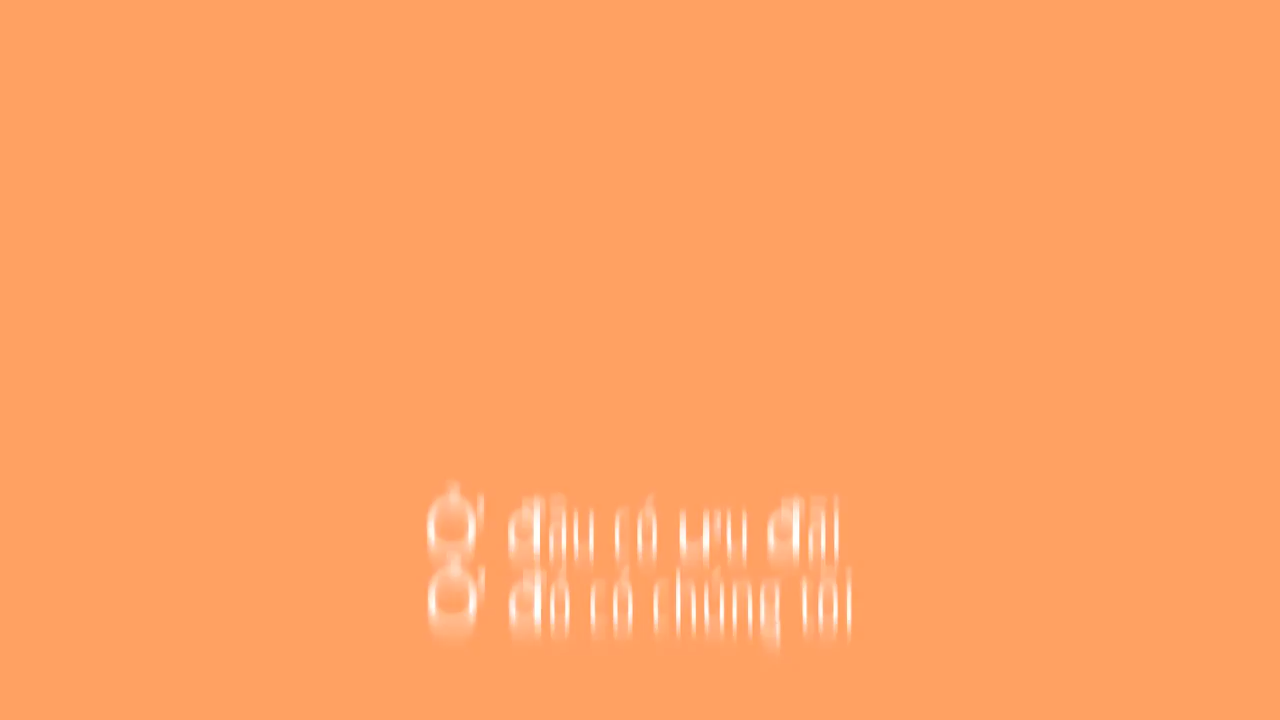 Ở đâu có ưu đãi
Ở đó có chúng tôi